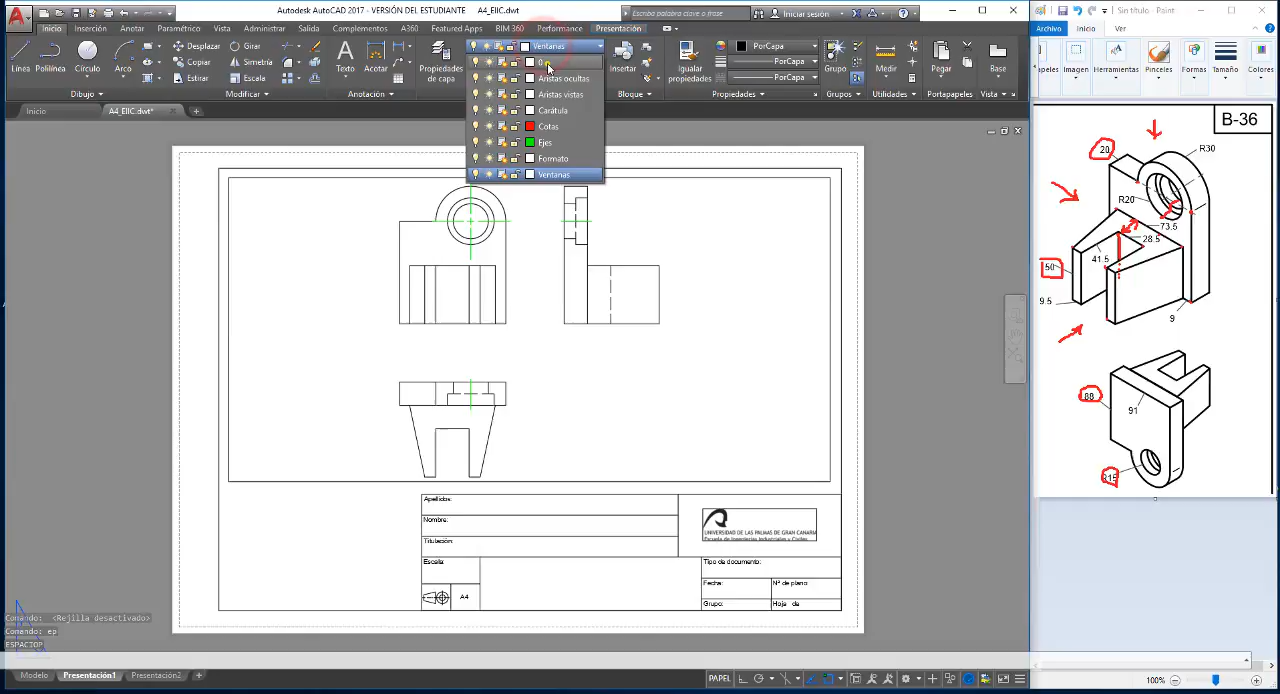 Autodesk AutoCAD 2017 - VERSIÓN DEL ESTUDIANTE A4_EIIC.dwt
Escriba palabra clave o frase
Iniciar sesión
Sin título - Paint
Inicio Inserción Anotar Paramétrico Vista Administrar Salida Complementos A360 Featured Apps BIM 360 Performance Presentación
Archivo Inicio Ver
Línea Polilínea Círculo Arco
Desplazar Girar
Copiar Simetría
Estirar Escala
Texto Acotar
Propiedades de capa
Ventanas
0
Aristas ocultas
Aristas vistas
Carátula
Cotas
Ejes
Formato
Ventanas
Insertar
Igualar propiedades
PorCapa
PorCapa
PorCapa
Grupo Medir Pegar Base
Dibujo Modificar Anotación Bloque Propiedades Grupos Utilidades Portapapeles Vista
Imagen Herramientas Pinceles Formas Tamaño Colores
Inicio A4_EIIC.dwt*
B-36
20
R30
R20
73.5
28.5
41.5
50
9.5
9
88
91
Apellidos:
Nombre:
Titulación:
Escala:
A4
UNIVERSIDAD DE LAS PALMAS DE GRAN CANARIA
Escuela de Ingenierías Industriales y Civiles
Tipo de documento:
Fecha: Nº de plano:
Grupo: Hoja de
Comando: <Rejilla desactivado>
Comando: ep
ESPACIOP
Modelo Presentación1 Presentación2
PAPEL
100%